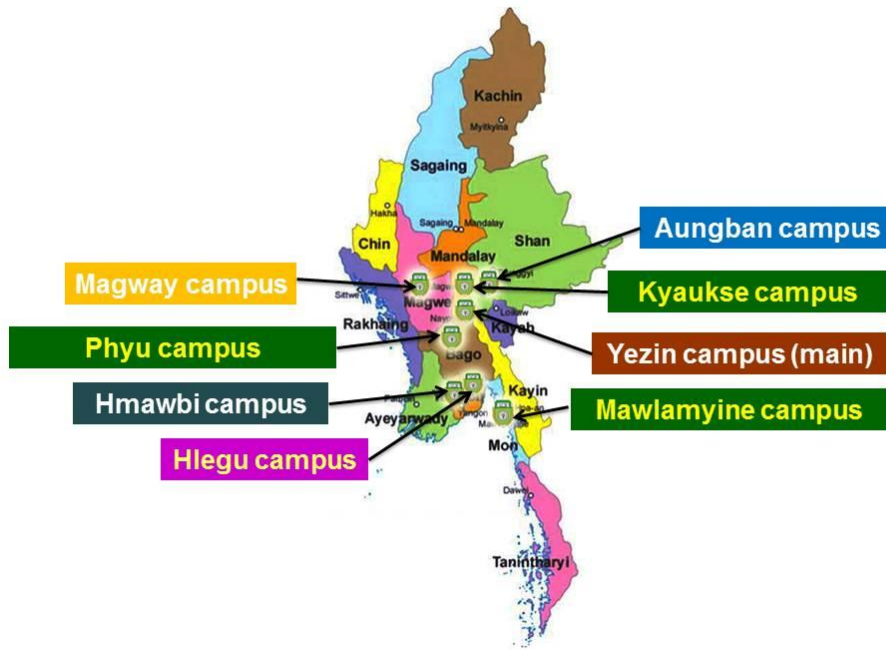 Kachin
Myitkyina
Sagaing
Hakha
Sagaing
Mandalay
Chin
Shan
Mandalay
Aungban campus
Magway campus
Sittwe
Magwe
Kyaukse campus
Rakhaing
Loikaw
Kayah
Phyu campus
Bago
Yezin campus (main)
Hmawbi campus
Kayin
Ayeyarwady
Yangon
Mawlamyine campus
Mon
Hlegu campus
Dawei
Tanintharyi